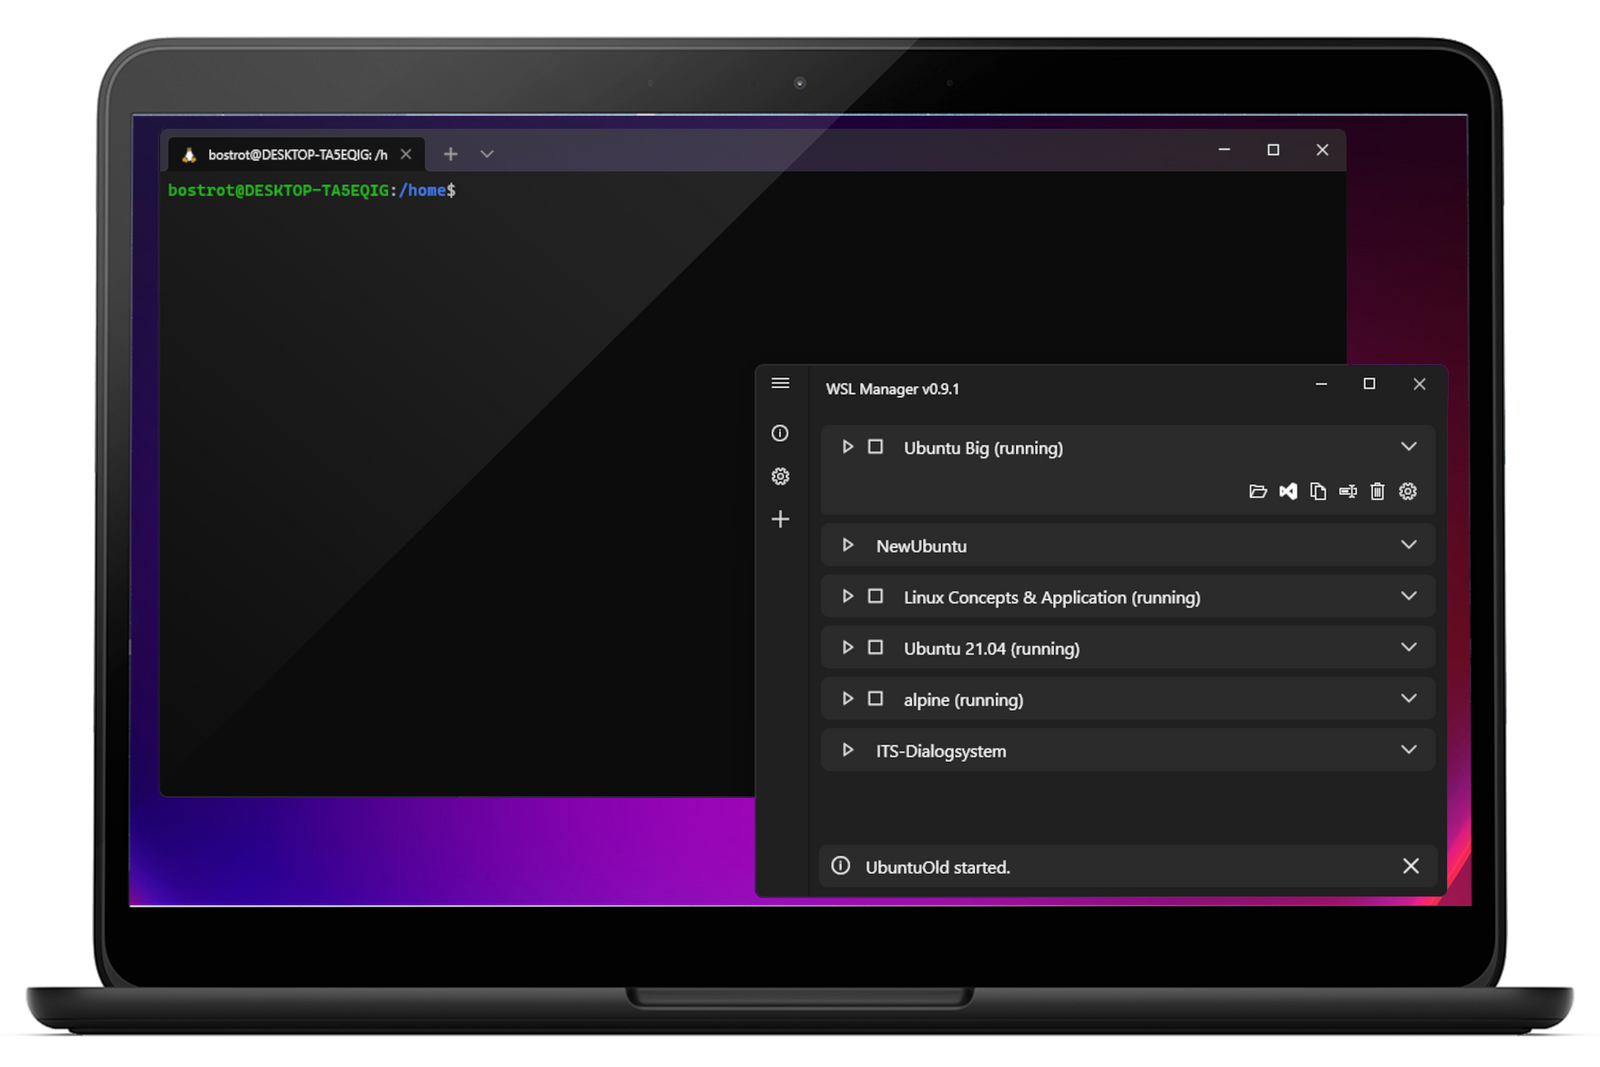 bostrot@DESKTOP-TA5EQIG: /h
bostrot@DESKTOP-TA5EQIG:/home$
WSL Manager v0.9.1
Ubuntu Big (running)
NewUbuntu
Linux Concepts & Application (running)
Ubuntu 21.04 (running)
alpine (running)
ITS-Dialogsystem
UbuntuOld started.